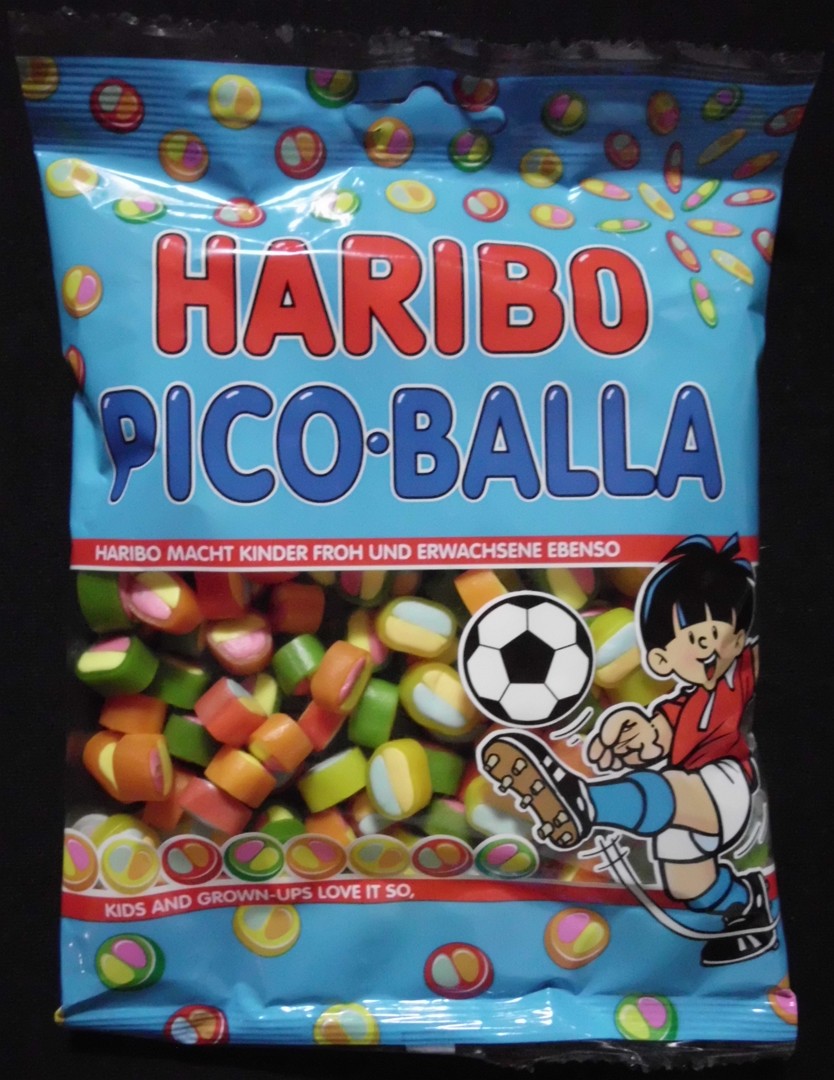 HARIBO
PICO·BALLA
HARIBO MACHT KINDER FROH UND ERWACHSENE EBENSO
KIDS AND GROWN-UPS LOVE IT SO,